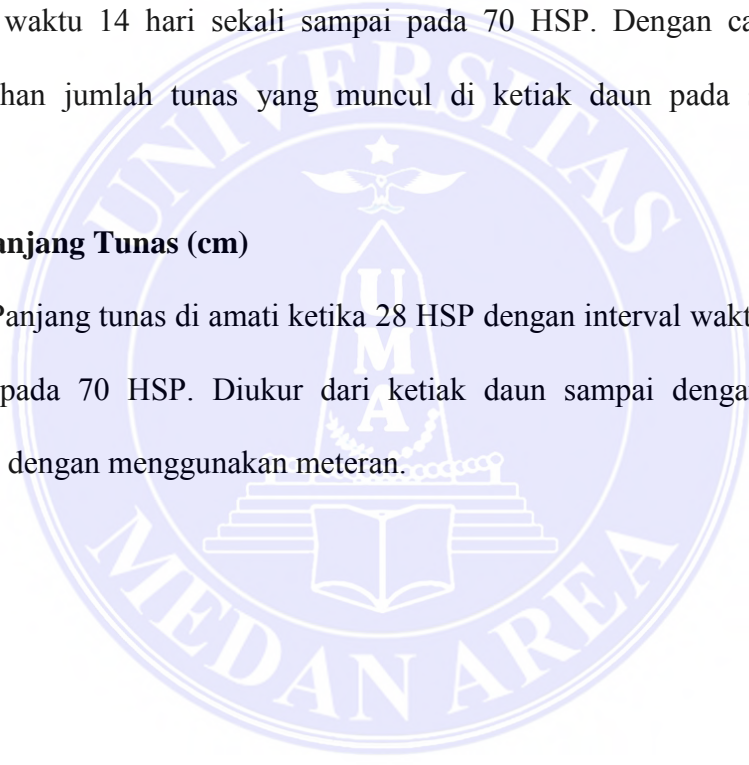 waktu 14 hari sekali sampai pada 70 HSP. Dengan ca
han jumlah tunas yang muncul di ketiak daun pada
anjang Tunas (cm)
Panjang tunas di amati ketika 28 HSP dengan interval wakt
pada 70 HSP. Diukur dari ketiak daun sampai denga
dengan menggunakan meteran.
UNIVERSITAS
UMA
MEDAN AREA